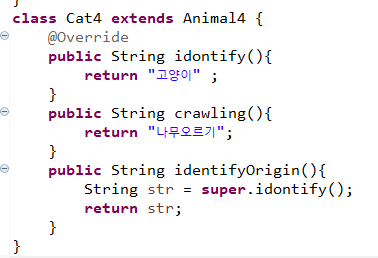 }
class Cat4 extends Animal4 {
    @Override
    public String idontify(){
        return "고양이" ;
    }
    public String crawling(){
        return "나무오르기";
    }
    public String identifyOrigin(){
        String str = super.idontify();
        return str;
    }
}